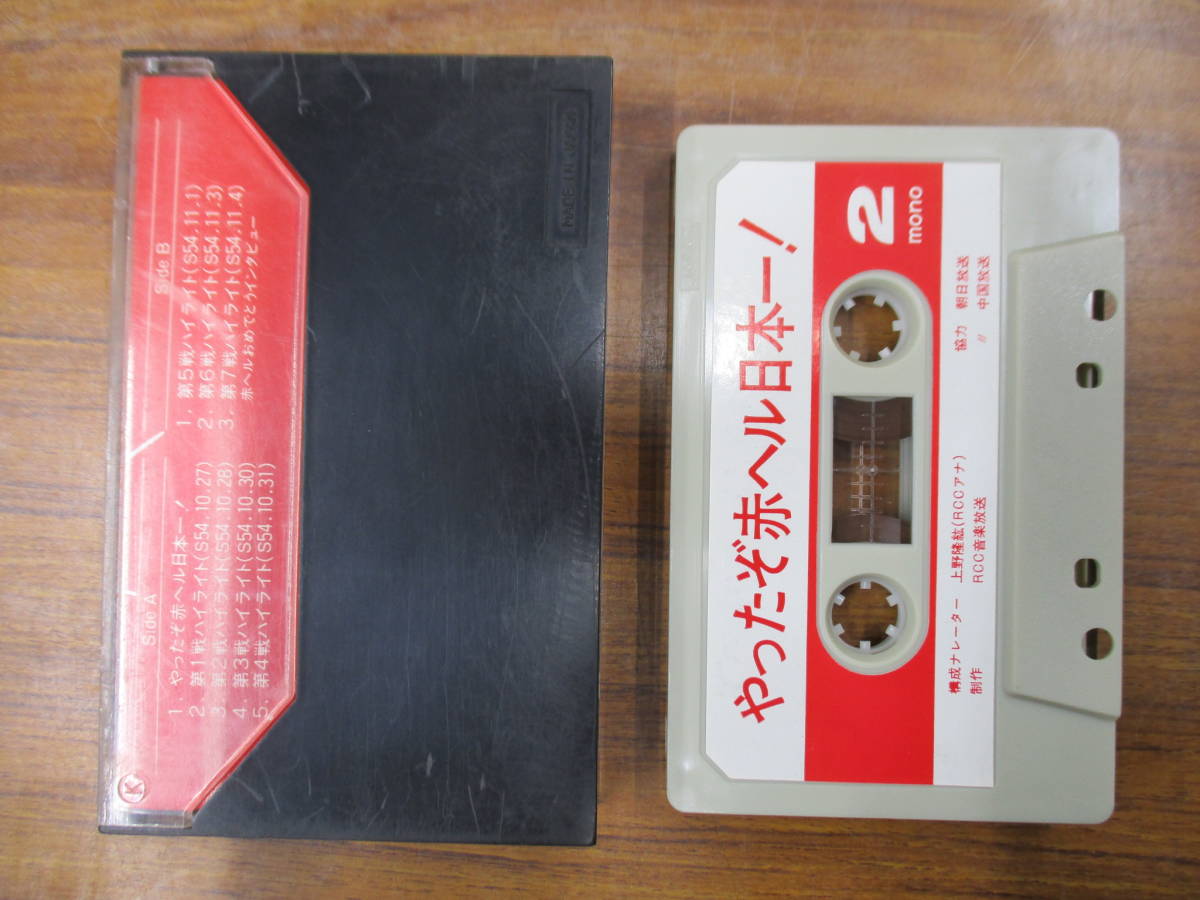 Side A
1 やったぞ赤ヘル日本一!
2 第1戦ハイライト(S54.10.27)
3 第2戦ハイライト(S54.10.28)
4. 第3戦ハイライト(S54.10.30)
5. 第4戦ハイライト(S54.10.31)
Side B
1. 第5戦ハイライト(S54.11.1)
2. 第6戦ハイライト(S54.11.3)
3. 第7戦ハイライト(S54.11.4)
赤ヘルおめでとうインタビュー
K
やったぞ赤ヘル日本一!
2
mono
構成ナレーター 上野隆紘(RCCアナ) 協力 朝日放送
制作 RCC音楽放送 〃 中国放送